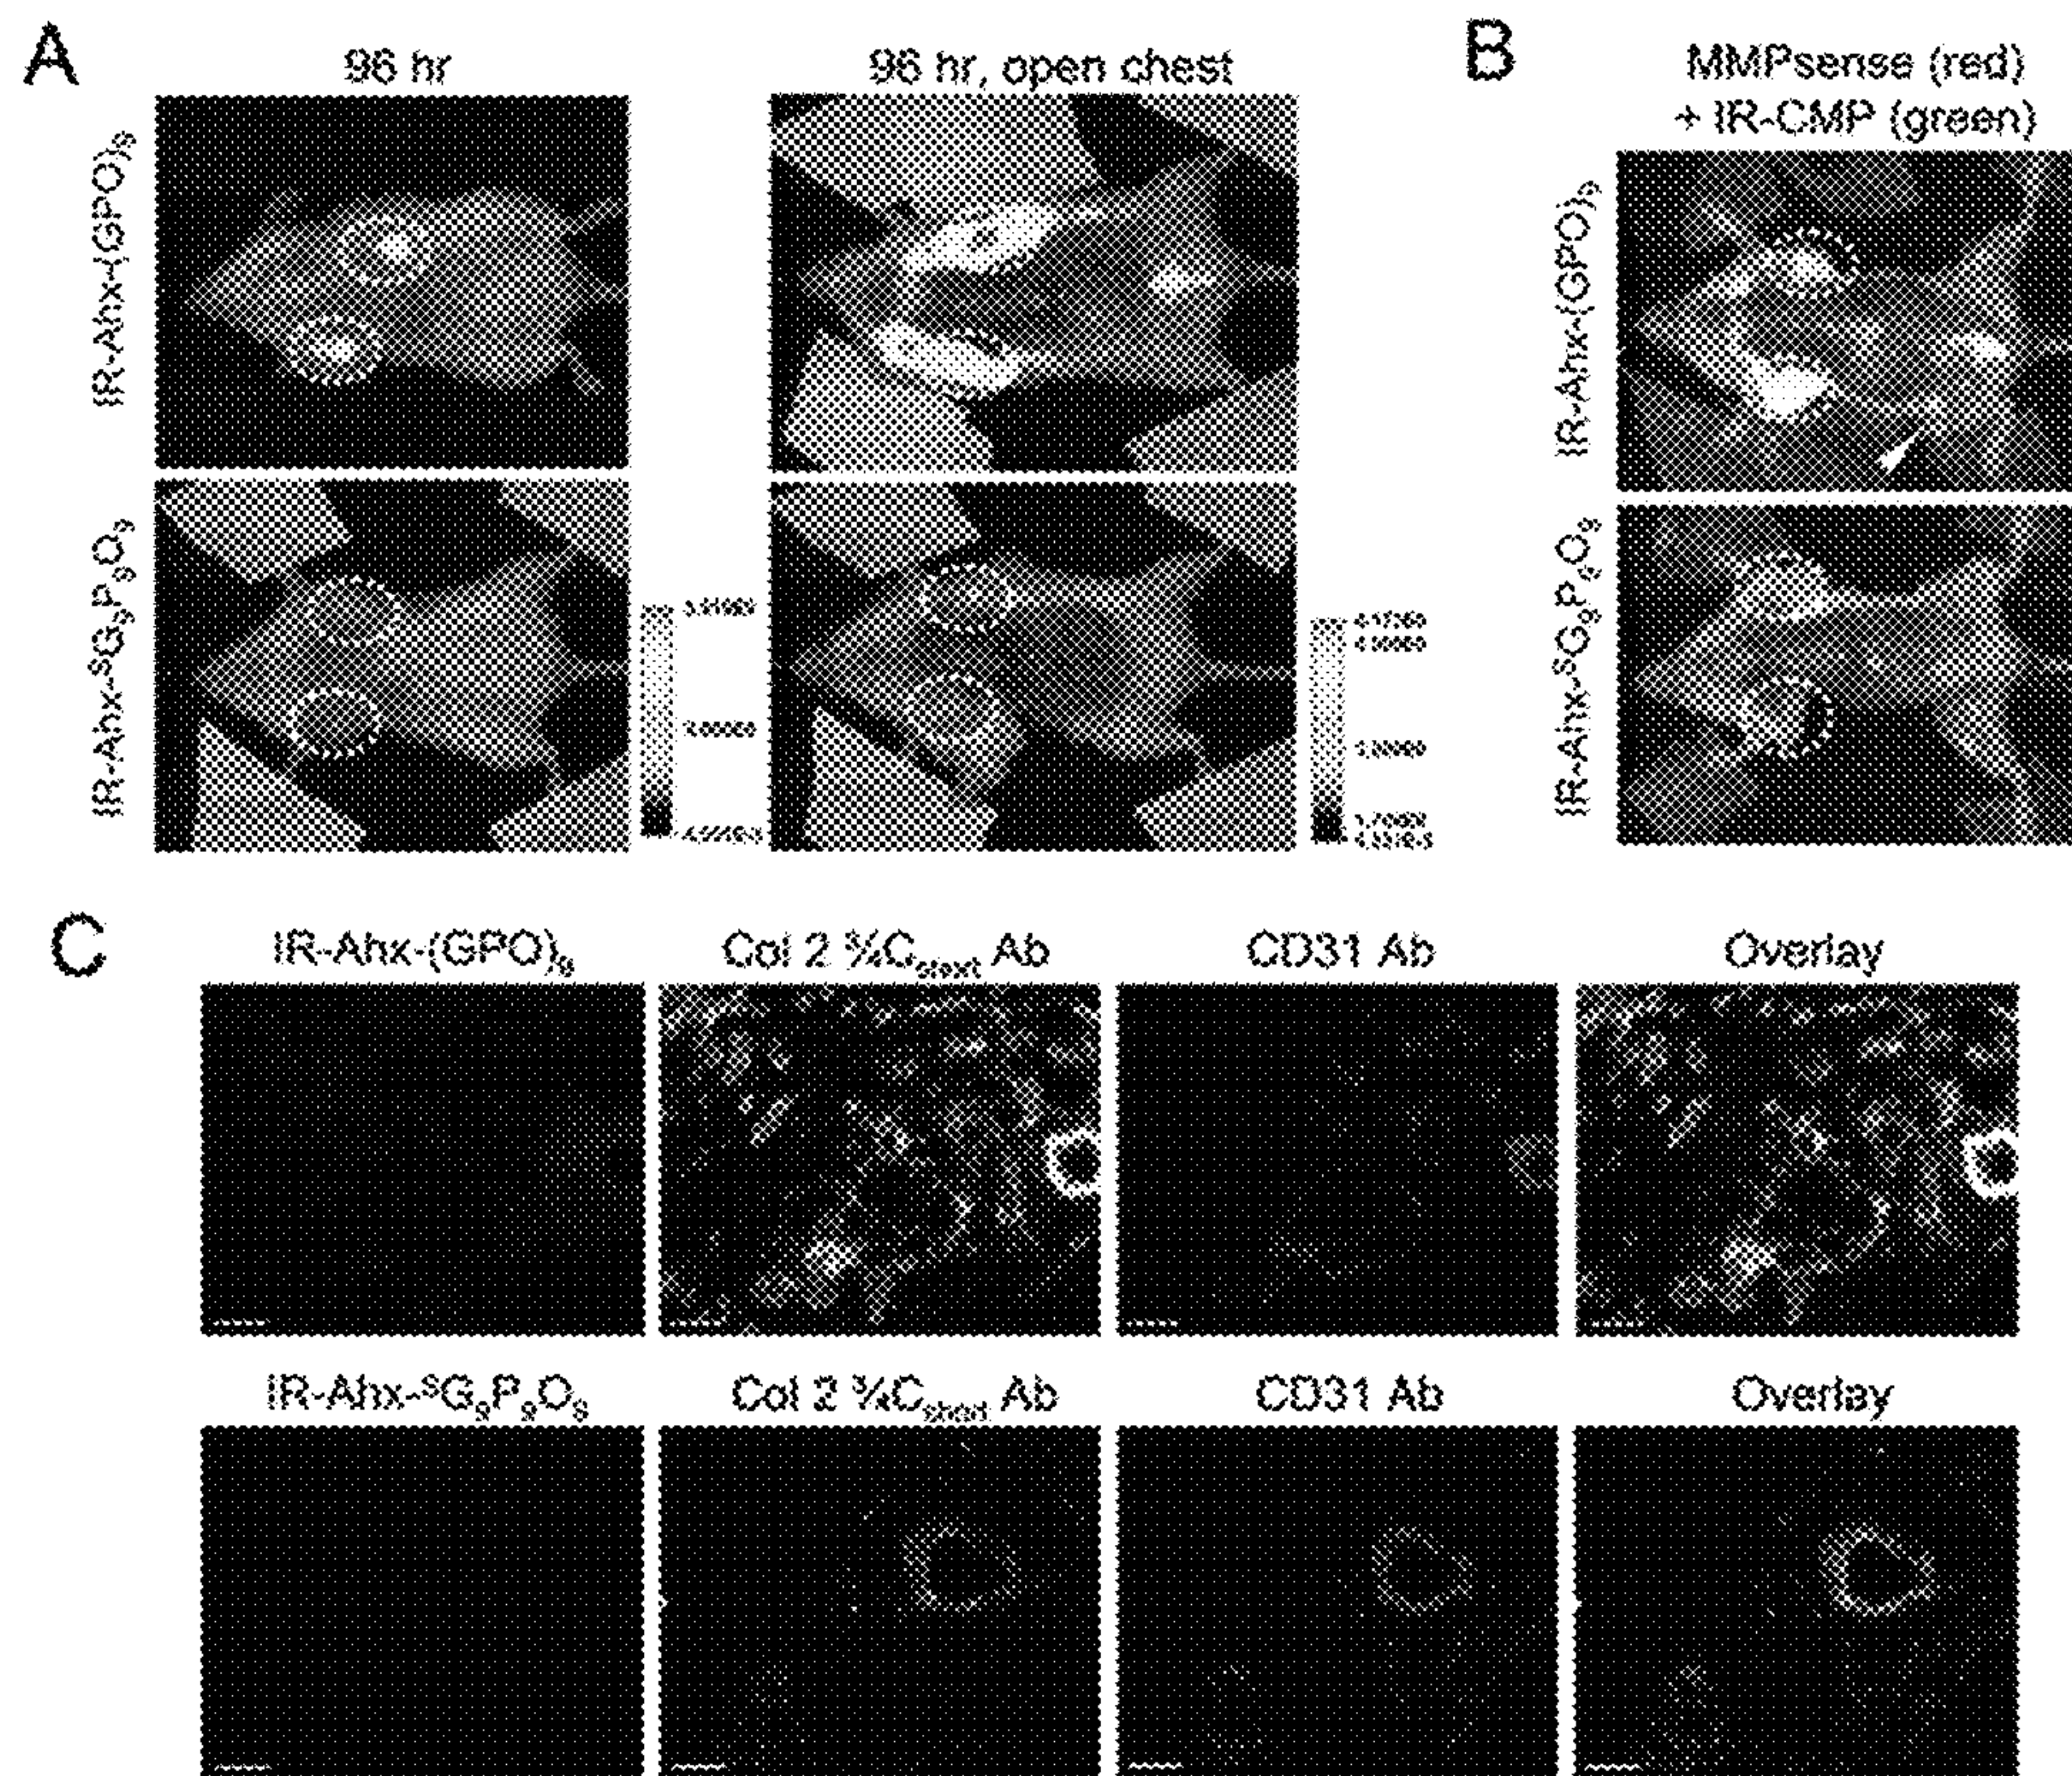 A
96 hr
96 hr, open chest
B
MMPsense (red)
+ IR-CMP (green)
IR-Ahx-(GPO)₉
IR-Ahx-ˢG₉P₉O₉
IR-Ahx-(GPO)₉
IR-Ahx-ˢG₉P₉O₉
C
IR-Ahx-(GPO)₉
Col 2 ¾C Ab
CD31 Ab
Overlay
IR-Ahx-ˢG₉P₉O₉
Col 2 ¾Cₛₕₒᵣₜ Ab
CD31 Ab
Overlay